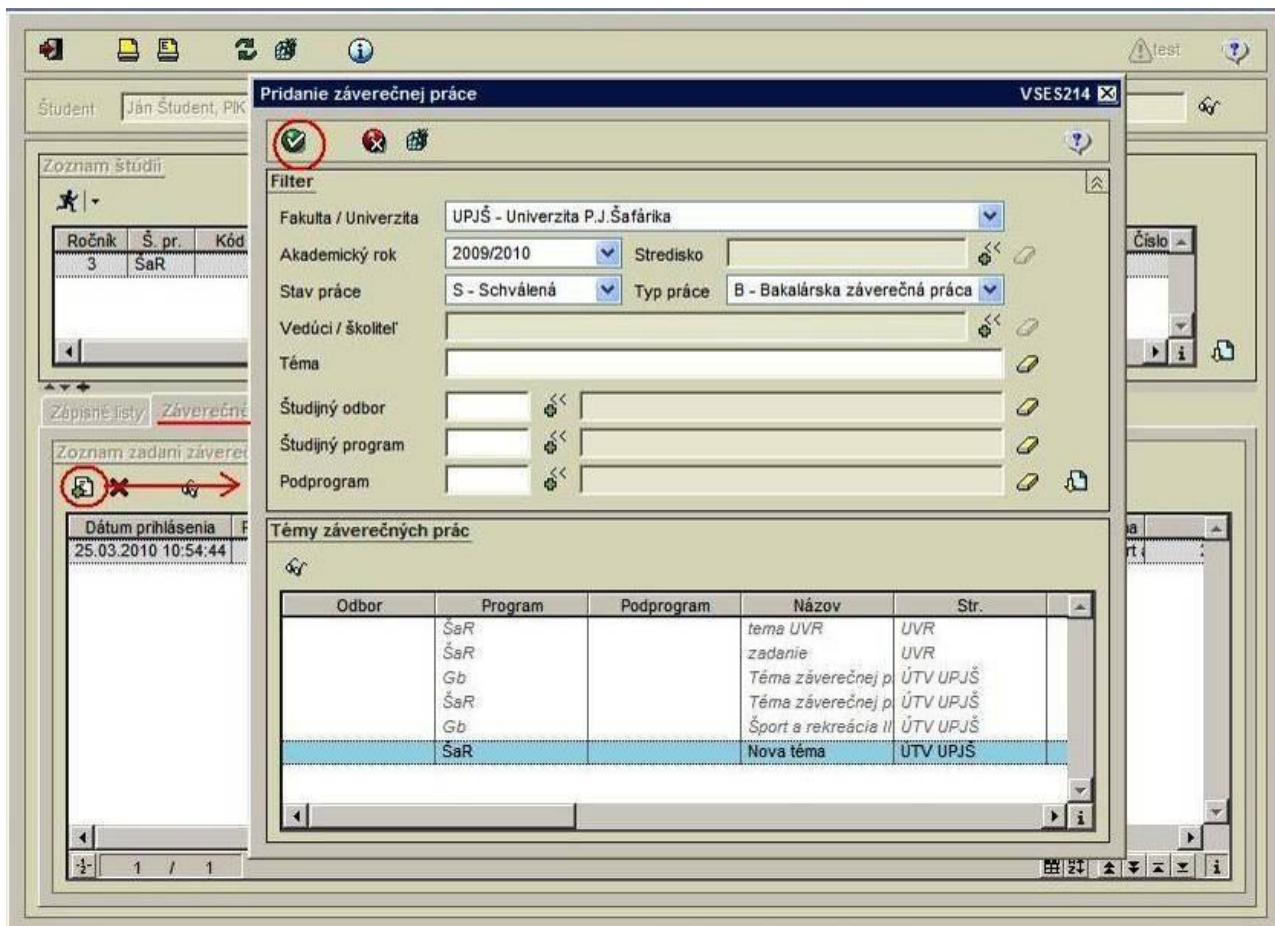 test
Študent Ján Študent, PIK
Zoznam štúdií
Ročník Š. pr. Kód Číslo
3 ŠaR
i
Zápisné listy Záverečné
Zoznam zadaní závereč
Dátum prihlásenia
25.03.2010 10:54:44
1 / 1
i
Pridanie záverečnej práce VSES214
Filter
Fakulta / Univerzita UPJŠ - Univerzita P.J.Šafárika
Akademický rok 2009/2010 Stredisko
Stav práce S - Schválená Typ práce B - Bakalárska záverečná práca
Vedúci / školiteľ
Téma
Študijný odbor
Študijný program
Podprogram
Témy záverečných prác
Odbor Program Podprogram Názov Str.
ŠaR tema UVR UVR
ŠaR zadanie UVR
Gb Téma záverečnej p ÚTV UPJŠ
ŠaR Téma záverečnej p ÚTV UPJŠ
Gb Šport a rekreácia II ÚTV UPJŠ
ŠaR Nova téma ÚTV UPJŠ
i